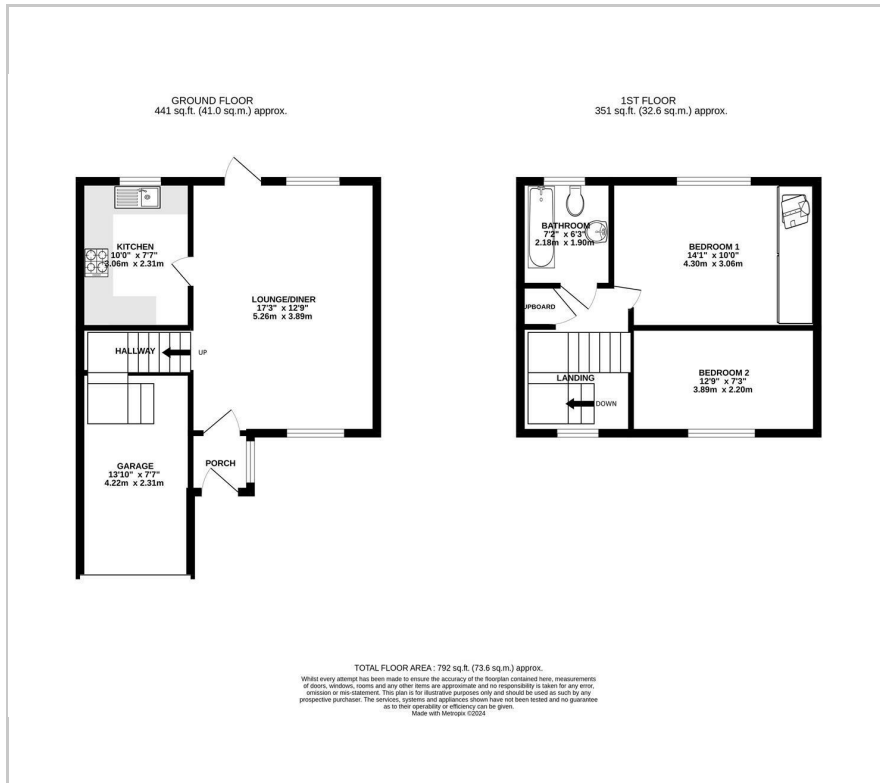 GROUND FLOOR
441 sq.ft. (41.0 sq.m.) approx.
1ST FLOOR
351 sq.ft. (32.6 sq.m.) approx.
KITCHEN
10'0" x 7'7"
3.06m x 2.31m
LOUNGE/DINER
17'3" x 12'9"
5.26m x 3.89m
HALLWAY
UP
PORCH
GARAGE
13'10" x 7'7"
4.22m x 2.31m
BATHROOM
7'2" x 6'3"
2.18m x 1.90m
BEDROOM 1
14'1" x 10'0"
4.30m x 3.06m
UPBOARD
LANDING
DOWN
BEDROOM 2
12'9" x 7'3"
3.89m x 2.20m
TOTAL FLOOR AREA : 792 sq.ft. (73.6 sq.m.) approx.
Whilst every attempt has been made to ensure the accuracy of the floorplan contained here, measurements
of doors, windows, rooms and any other items are approximate and no responsibility is taken for any error,
omission or mis-statement. This plan is for illustrative purposes only and should be used as such by any
prospective purchaser. The services, systems and appliances shown have not been tested and no guarantee
as to their operability or efficiency can be given.
Made with Metropix ©2024